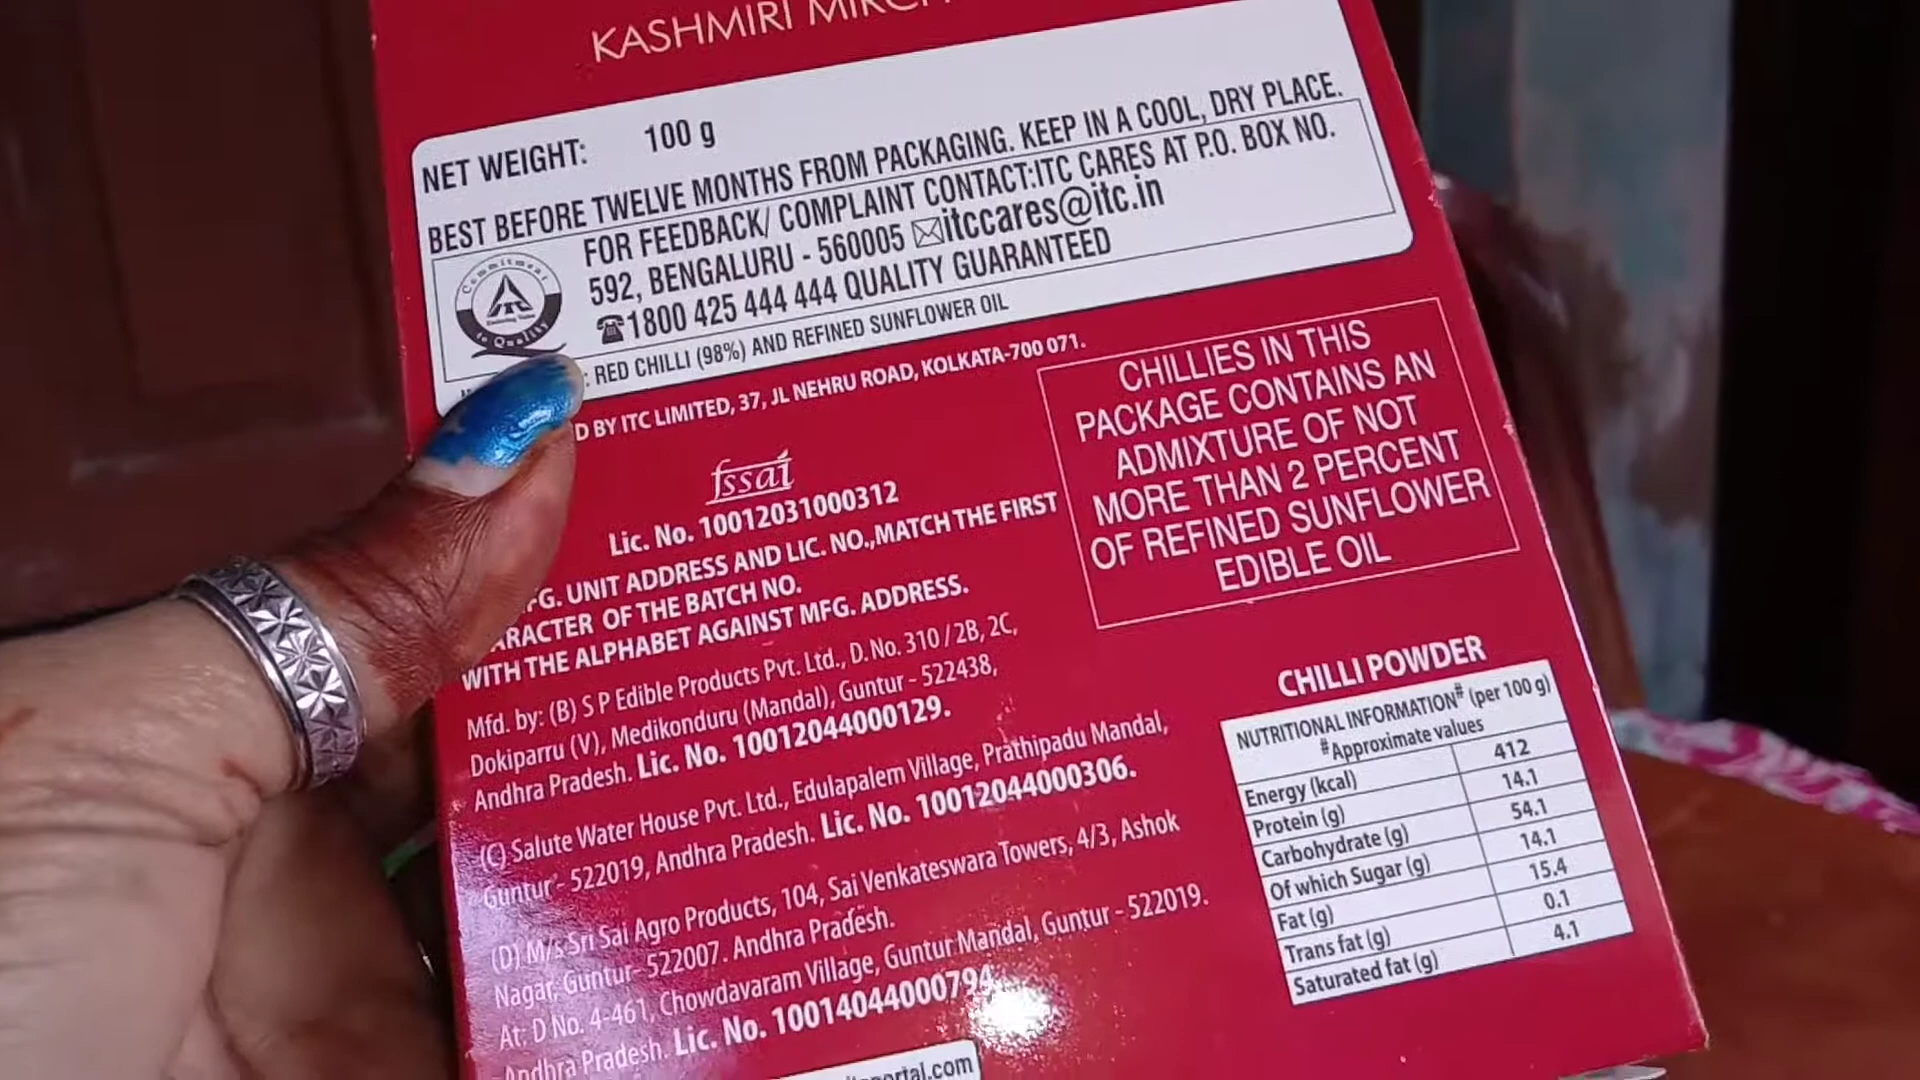 KASHMIRI
NET WEIGHT: 100 g
BEST BEFORE TWELVE MONTHS FROM PACKAGING. KEEP IN A COOL, DRY PLACE.
FOR FEEDBACK/ COMPLAINT CONTACT:ITC CARES AT P.O. BOX NO.
592, BENGALURU - 560005 itccares@itc.in
1800 425 444 444 QUALITY GUARANTEED
Commitment
to Quality
: RED CHILLI (98%) AND REFINED SUNFLOWER OIL
D BY ITC LIMITED, 37, JL NEHRU ROAD, KOLKATA-700 071.
CHILLIES IN THIS
PACKAGE CONTAINS AN
ADMIXTURE OF NOT
MORE THAN 2 PERCENT
OF REFINED SUNFLOWER
EDIBLE OIL
fssai
Lic. No. 10012031000312
FG. UNIT ADDRESS AND LIC. NO.,MATCH THE FIRST
ARACTER OF THE BATCH NO.
WITH THE ALPHABET AGAINST MFG. ADDRESS.
Mfd. by: (B) S P Edible Products Pvt. Ltd., D. No. 310 / 2B, 2C,
Dokiparru (V), Medikonduru (Mandal), Guntur - 522438,
Andhra Pradesh. Lic. No. 10012044000129.
(C) Salute Water House Pvt. Ltd., Edulapalem Village, Prathipadu Mandal,
Guntur - 522019, Andhra Pradesh. Lic. No. 10012044000306.
(D) M/s Sri Sai Agro Products, 104, Sai Venkateswara Towers, 4/3, Ashok
Nagar, Guntur- 522007. Andhra Pradesh.
At: D No. 4-461, Chowdavaram Village, Guntur Mandal, Guntur - 522019.
Andhra Pradesh. Lic. No. 10014044000794
portal.com
CHILLI POWDER
NUTRITIONAL INFORMATION# (per 100 g)
#Approximate values
Energy (kcal) 412
Protein (g) 14.1
Carbohydrate (g) 54.1
Of which Sugar (g) 14.1
Fat (g) 15.4
Trans fat (g) 0.1
Saturated fat (g) 4.1